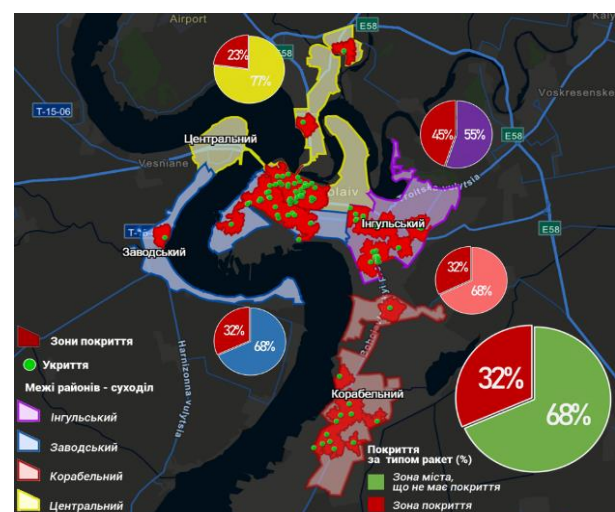 Airport
E58
Voskresenske
T-15-06
23%
77%
Центральний
Vesniane
45%
55%
E58
Інгульський
E58
Заводський
32%
68%
32%
68%
Зони покриття
Укриття
Межі районів - суходіл
Інгульський
Заводський
Корабельний
Центральний
Harnizonna vulytsia
Корабельний
32%
68%
Покриття
за типом ракет (%)
Зона міста,
що не має покриття
Зона покриття